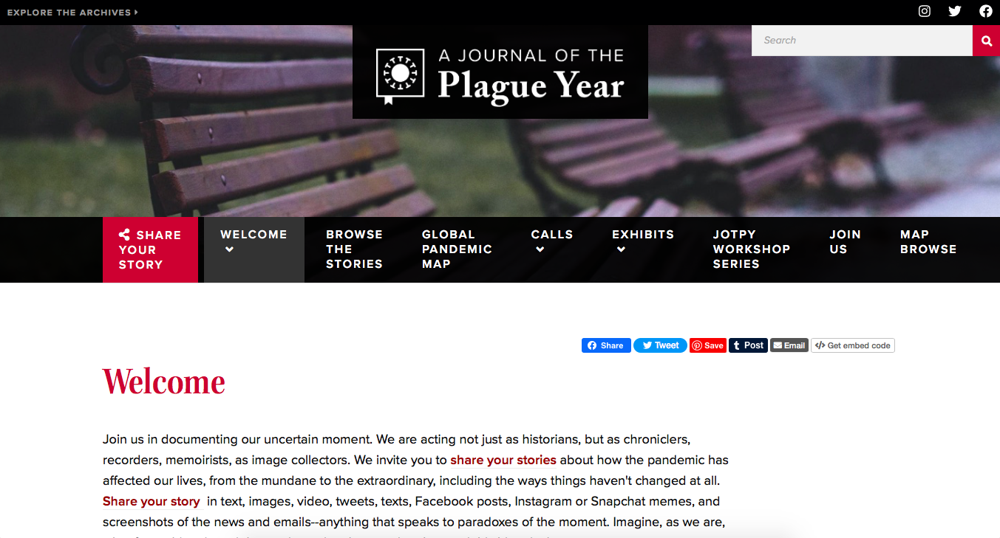 EXPLORE THE ARCHIVES
Search
A JOURNAL OF THE
Plague Year
SHARE YOUR STORY
WELCOME
BROWSE THE STORIES
GLOBAL PANDEMIC MAP
CALLS
EXHIBITS
JOTPY WORKSHOP SERIES
JOIN US
MAP BROWSE
Share
Tweet
Save
Post
Email
Get embed code
Welcome
Join us in documenting our uncertain moment. We are acting not just as historians, but as chroniclers,
recorders, memoirists, as image collectors. We invite you to share your stories about how the pandemic has
affected our lives, from the mundane to the extraordinary, including the ways things haven't changed at all.
Share your story in text, images, video, tweets, texts, Facebook posts, Instagram or Snapchat memes, and
screenshots of the news and emails--anything that speaks to paradoxes of the moment. Imagine, as we are,